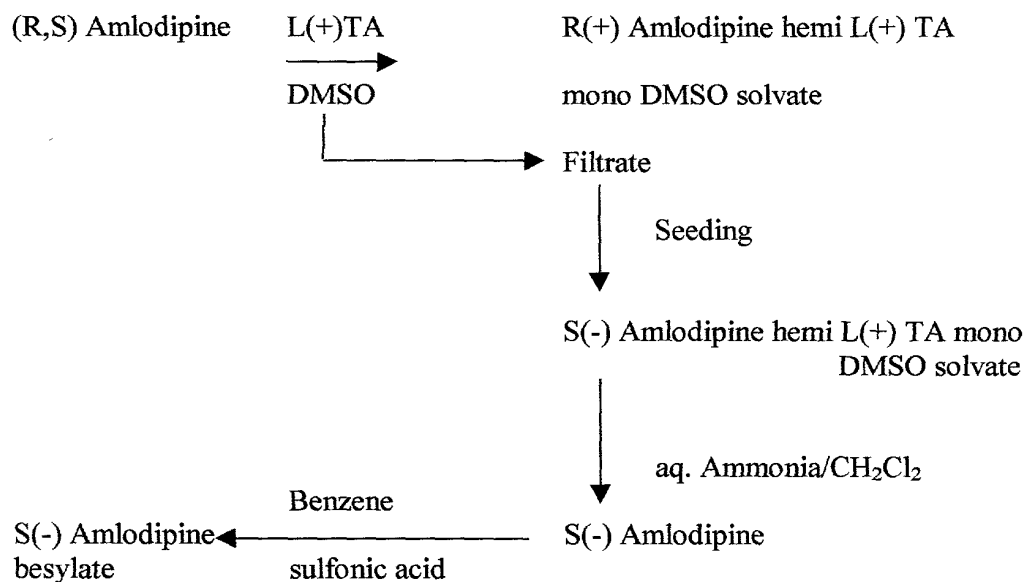 (R,S) Amlodipine L(+)TA R(+) Amlodipine hemi L(+) TA
DMSO mono DMSO solvate
Filtrate
Seeding
S(-) Amlodipine hemi L(+) TA mono
DMSO solvate
aq. Ammonia/CH₂Cl₂
Benzene
S(-) Amlodipine S(-) Amlodipine
besylate sulfonic acid